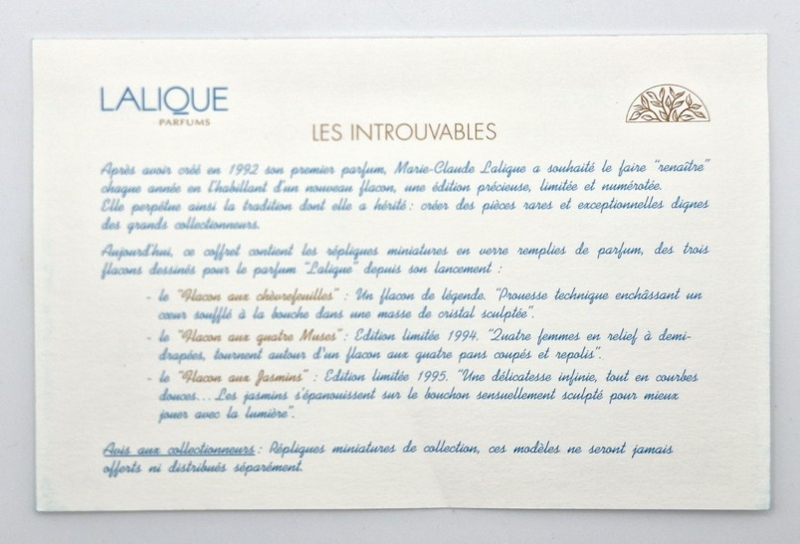 LALIQUE
PARFUMS
LES INTROUVABLES
Après avoir créé en 1992 son premier parfum, Marie-Claude Lalique a souhaité le faire "renaître"
chaque année en l'habillant d'un nouveau flacon, une édition précieuse, limitée et numérotée.
Elle perpétue ainsi la tradition dont elle a hérité : créer des pièces rares et exceptionnelles dignes
des grands collectionneurs.
Aujourd'hui, ce coffret contient les répliques miniatures en verre remplies de parfum, des trois
flacons dessinés pour le parfum "Lalique" depuis son lancement :
- le "Flacon aux chèvrefeuilles" : Un flacon de légende. "Prouesse technique enchâssant un
cœur soufflé à la bouche dans une masse de cristal sculptée".
- le "Flacon aux quatre Muses" : Edition limitée 1994. "Quatre femmes en relief à demi-
drapées, tournent autour d'un flacon aux quatre pans coupés et repolis".
- le "Flacon aux Jasmins" : Edition limitée 1995. "Une délicatesse infinie, tout en courbes
douces... Les jasmins s'épanouissent sur le bouchon sensuellement sculpté pour mieux
jouer avec la lumière".
Avis aux collectionneurs : Répliques miniatures de collection, ces modèles ne seront jamais
offerts ni distribués séparément.